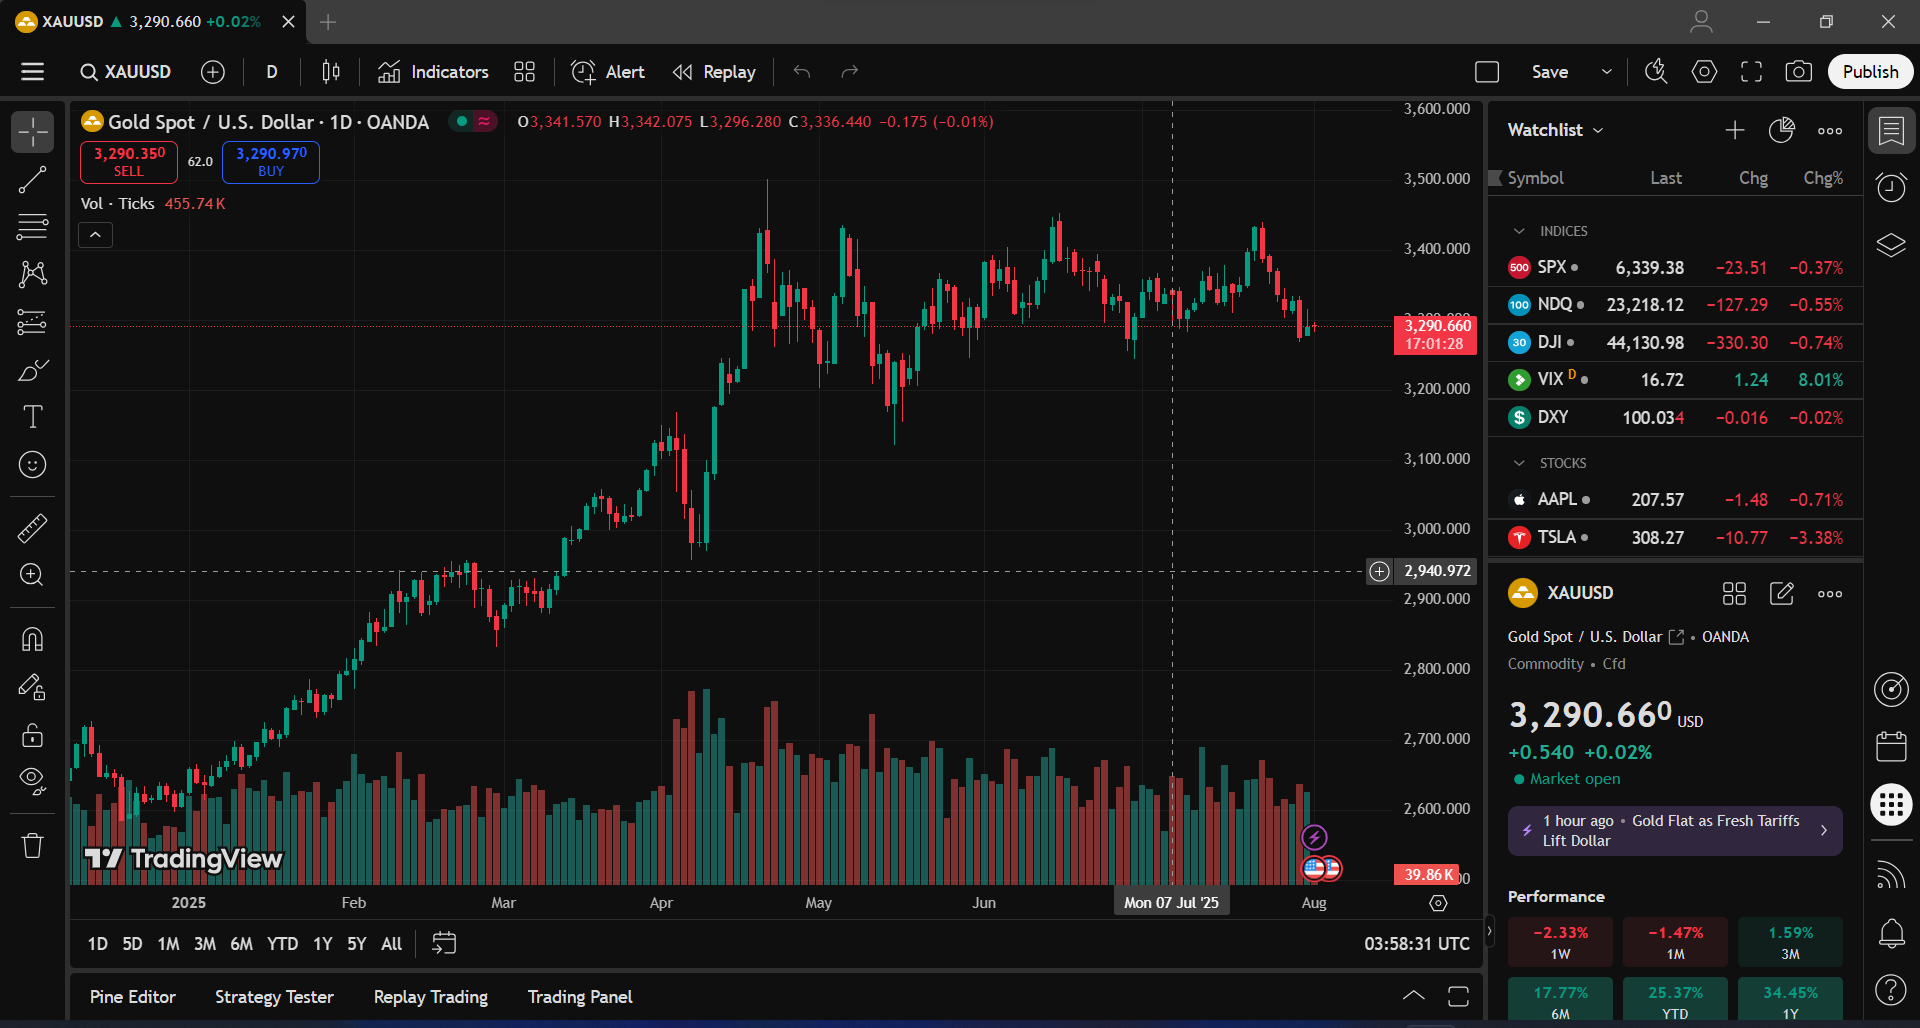 XAUUSD ▲ 3,290.660 +0.02%
XAUUSD D Indicators Alert Replay Save Publish
Gold Spot / U.S. Dollar · 1D · OANDA O3,341.570 H3,342.075 L3,296.280 C3,336.440 −0.175 (−0.01%)
3,290.350 SELL 62.0 3,290.970 BUY
Vol · Ticks 455.74 K
3,600.000
3,500.000
3,400.000
3,290.660
17:01:28
3,200.000
3,100.000
3,000.000
2,940.972
2,900.000
2,800.000
2,700.000
2,600.000
39.86 K
TradingView
2025 Feb Mar Apr May Jun Mon 07 Jul '25 Aug
1D 5D 1M 3M 6M YTD 1Y 5Y All 03:58:31 UTC
Pine Editor Strategy Tester Replay Trading Trading Panel
Watchlist
Symbol Last Chg Chg%
INDICES
500 SPX 6,339.38 −23.51 −0.37%
100 NDQ 23,218.12 −127.29 −0.55%
30 DJI 44,130.98 −330.30 −0.74%
VIX D 16.72 1.24 8.01%
$ DXY 100.034 −0.016 −0.02%
STOCKS
AAPL 207.57 −1.48 −0.71%
TSLA 308.27 −10.77 −3.38%
XAUUSD
Gold Spot / U.S. Dollar • OANDA
Commodity • Cfd
3,290.660 USD
+0.540 +0.02%
Market open
1 hour ago • Gold Flat as Fresh Tariffs
Lift Dollar
Performance
−2.33% −1.47% 1.59%
1W 1M 3M
17.77% 25.37% 34.45%
6M YTD 1Y